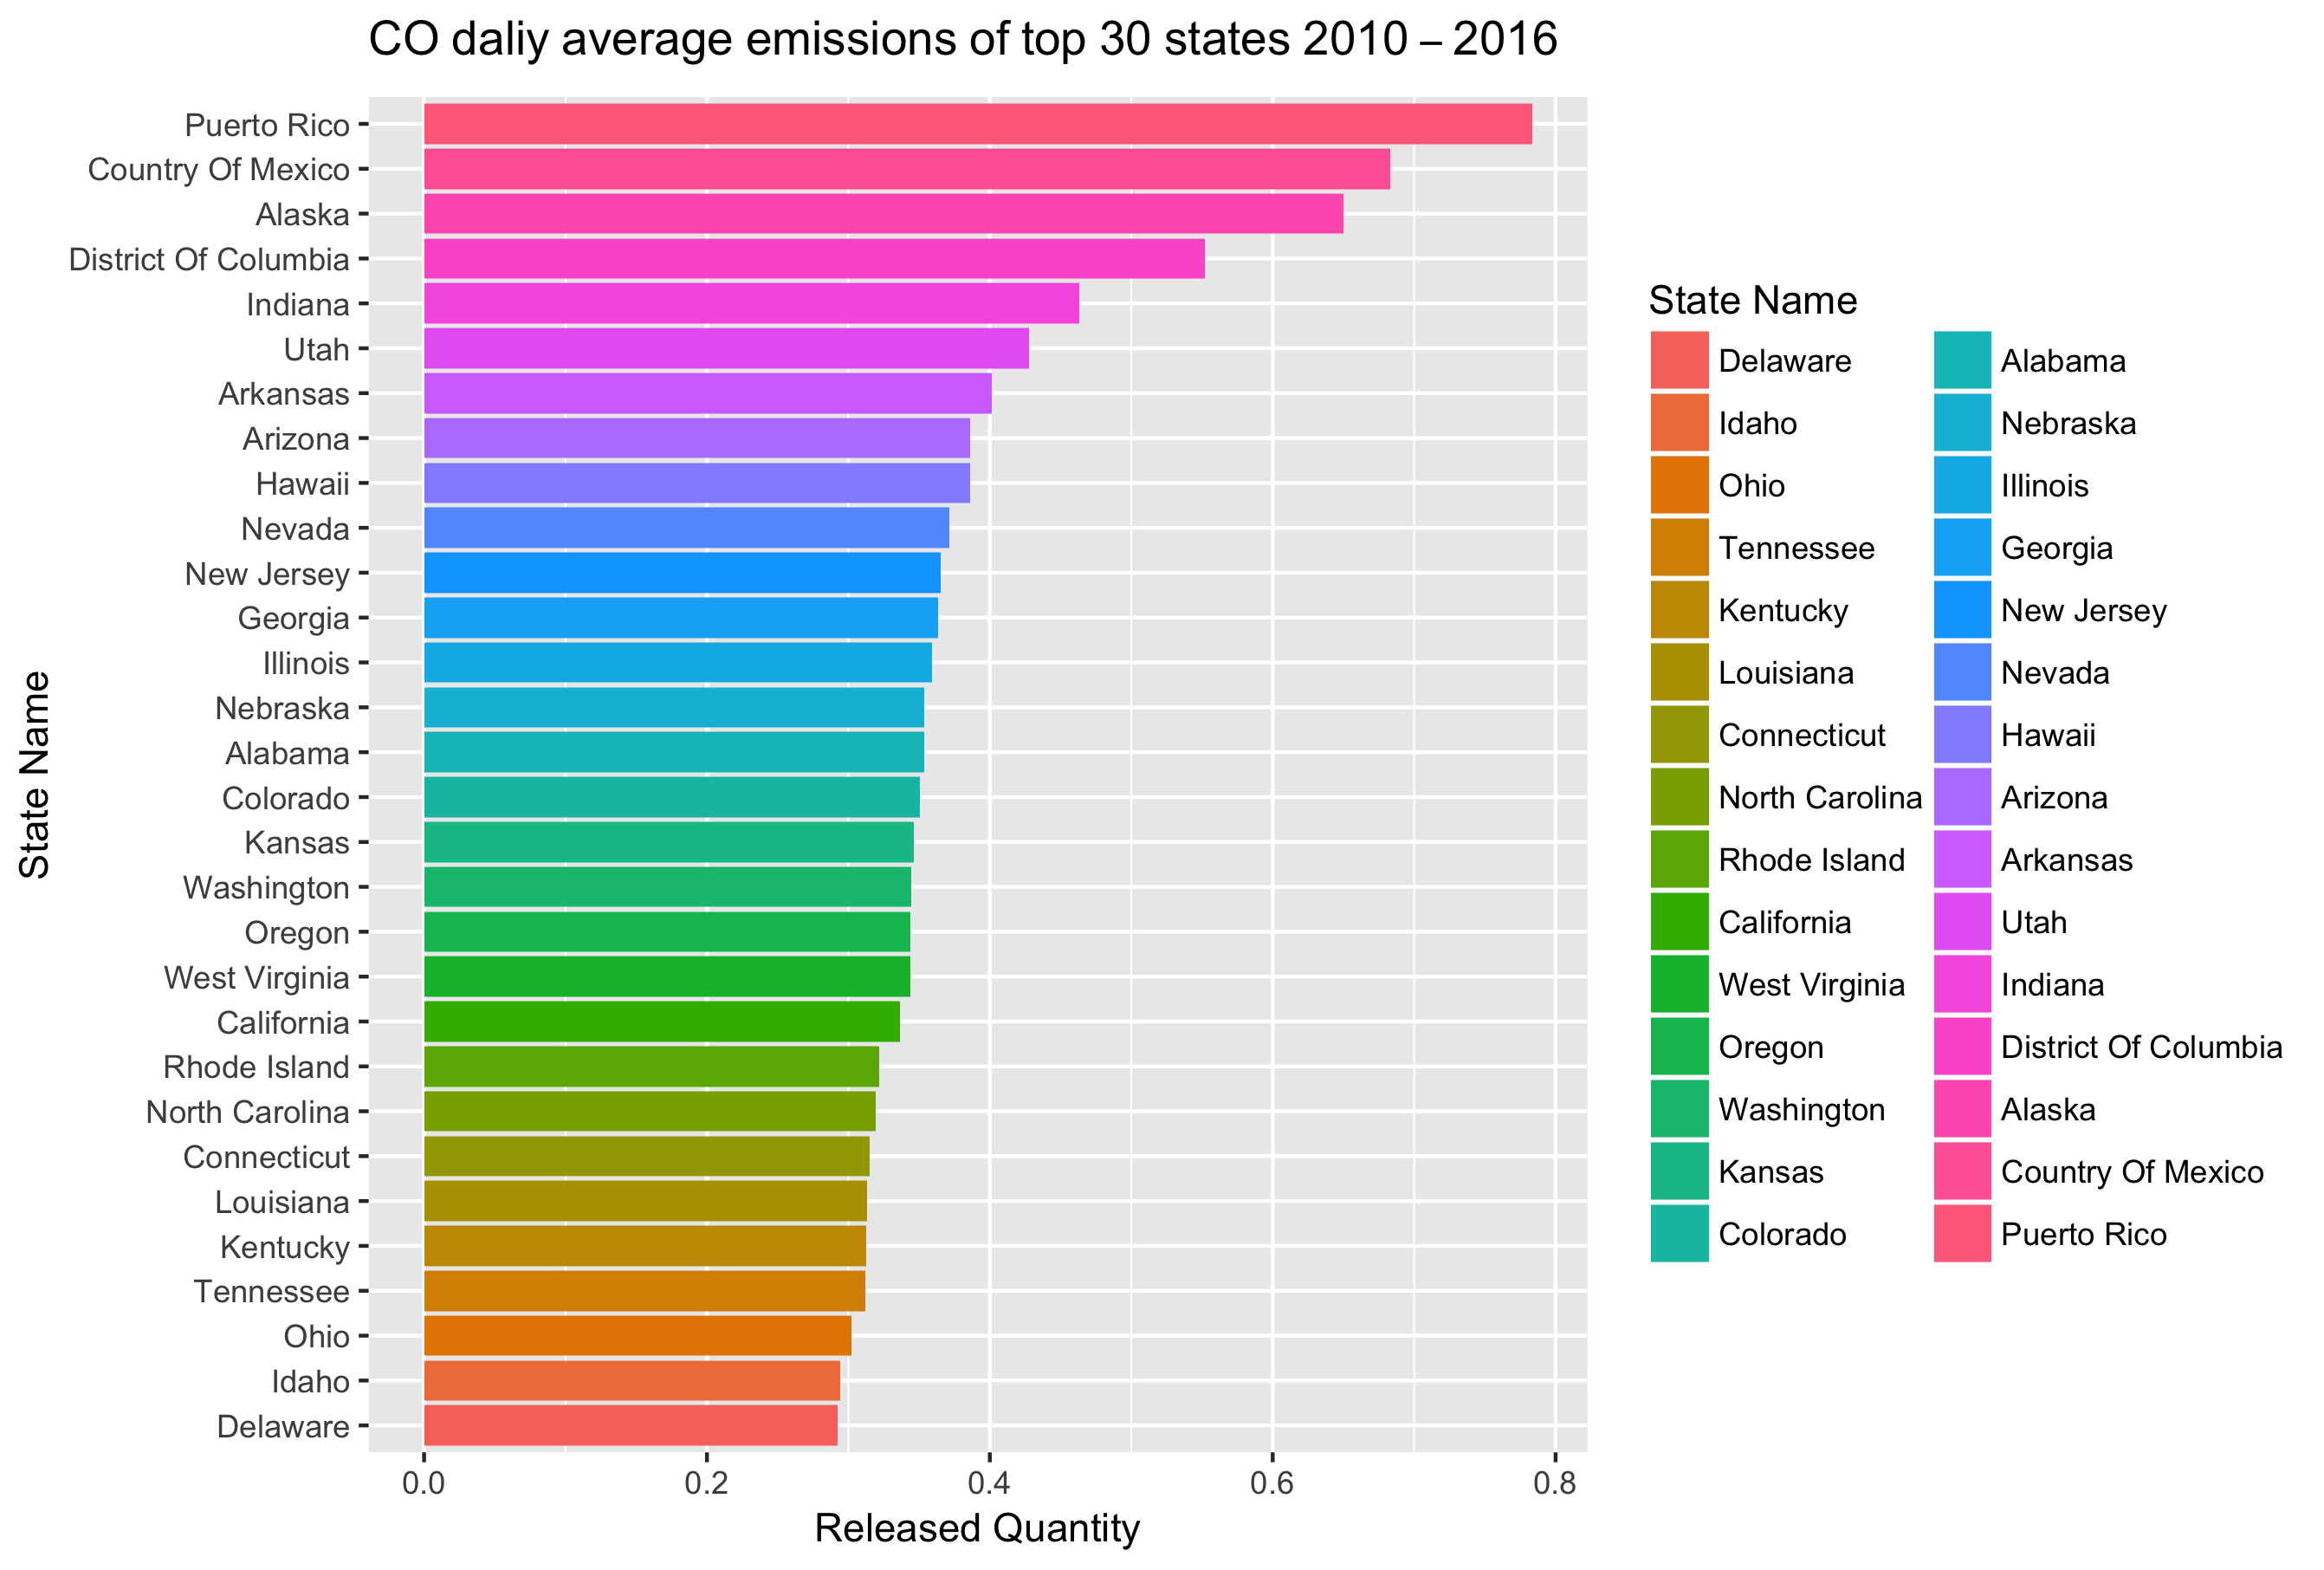 CO daliy average emissions of top 30 states 2010 – 2016
State Name
Puerto Rico
Country Of Mexico
Alaska
District Of Columbia
Indiana
Utah
Arkansas
Arizona
Hawaii
Nevada
New Jersey
Georgia
Illinois
Nebraska
Alabama
Colorado
Kansas
Washington
Oregon
West Virginia
California
Rhode Island
North Carolina
Connecticut
Louisiana
Kentucky
Tennessee
Ohio
Idaho
Delaware
0.0 0.2 0.4 0.6 0.8
Released Quantity
State Name
Delaware
Idaho
Ohio
Tennessee
Kentucky
Louisiana
Connecticut
North Carolina
Rhode Island
California
West Virginia
Oregon
Washington
Kansas
Colorado
Alabama
Nebraska
Illinois
Georgia
New Jersey
Nevada
Hawaii
Arizona
Arkansas
Utah
Indiana
District Of Columbia
Alaska
Country Of Mexico
Puerto Rico